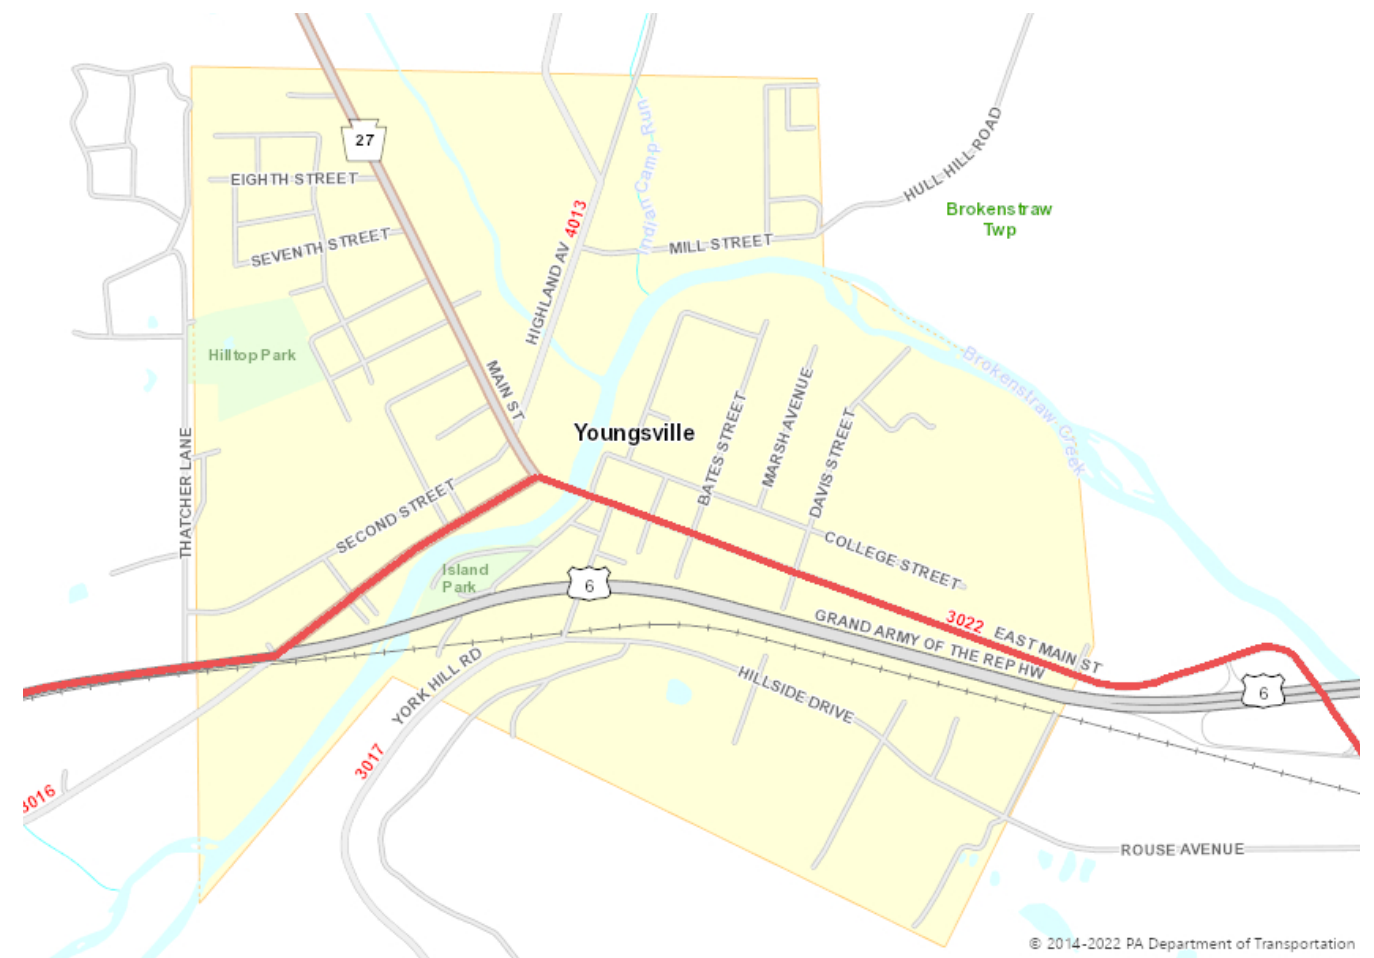 27
EIGHTH STREET
SEVENTH STREET
HIGHLAND AV
4013
Indian Camp Run
MILL STREET
HULL HILL ROAD
Brokenstraw
Twp
Hilltop Park
MAIN ST
Youngsville
Brokenstraw Creek
THATCHER LANE
SECOND STREET
BATES STREET
MARSH AVENUE
DAVIS STREET
COLLEGE STREET
Island
Park
6
3022
EAST MAIN ST
GRAND ARMY OF THE REP HW
6
YORK HILL RD
HILLSIDE DRIVE
3017
3016
ROUSE AVENUE
© 2014-2022 PA Department of Transportation